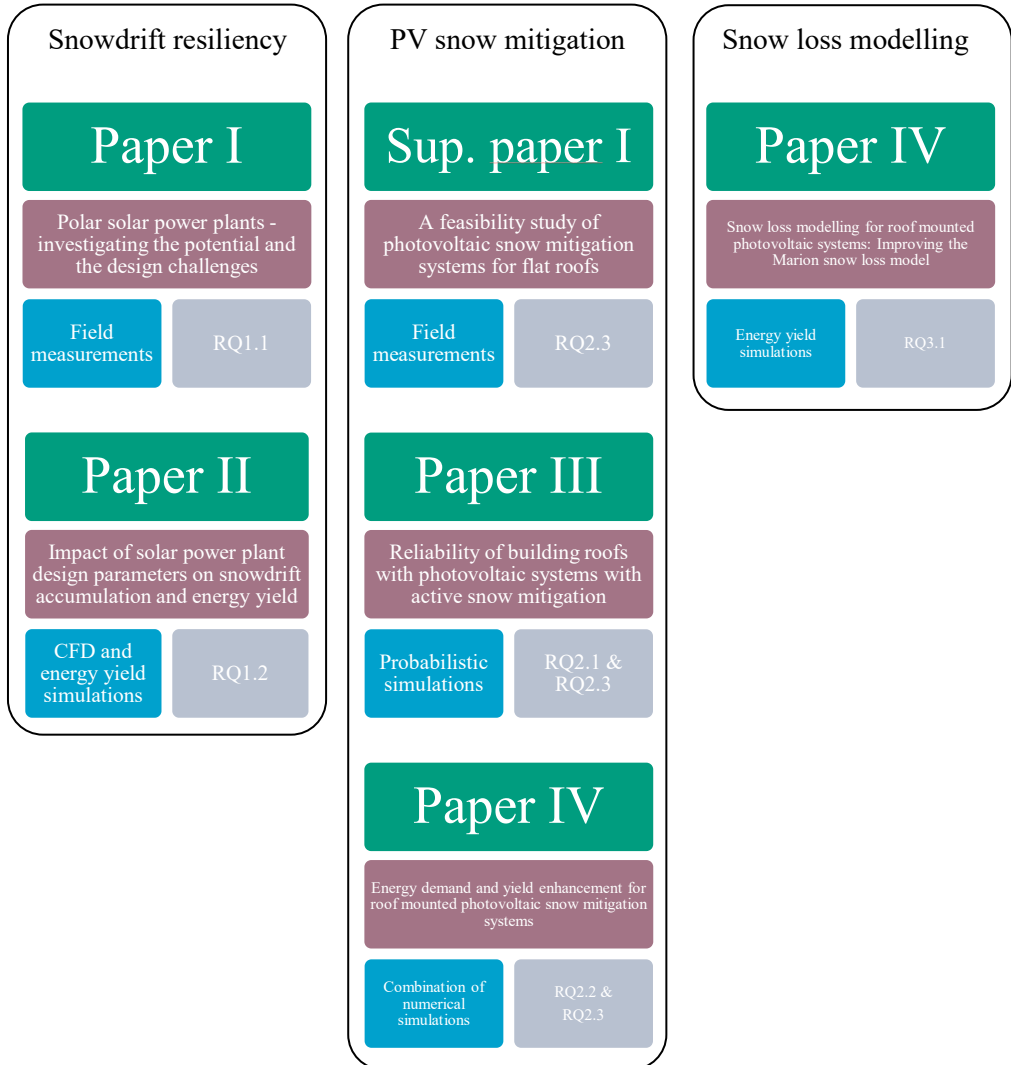 Snowdrift resiliency
Paper I
Polar solar power plants -
investigating the potential and
the design challenges
Field
measurements
RQ1.1
Paper II
Impact of solar power plant
design parameters on snowdrift
accumulation and energy yield
CFD and
energy yield
simulations
RQ1.2
PV snow mitigation
Sup. paper I
A feasibility study of
photovoltaic snow mitigation
systems for flat roofs
Field
measurements
RQ2.3
Paper III
Reliability of building roofs
with photovoltaic systems with
active snow mitigation
Probabilistic
simulations
RQ2.1 &
RQ2.3
Paper IV
Energy demand and yield enhancement for
roof mounted photovoltaic snow mitigation
systems
Combination of
numerical
simulations
RQ2.2 &
RQ2.3
Snow loss modelling
Paper IV
Snow loss modelling for roof mounted
photovoltaic systems: Improving the
Marion snow loss model
Energy yield
simulations
RQ3.1